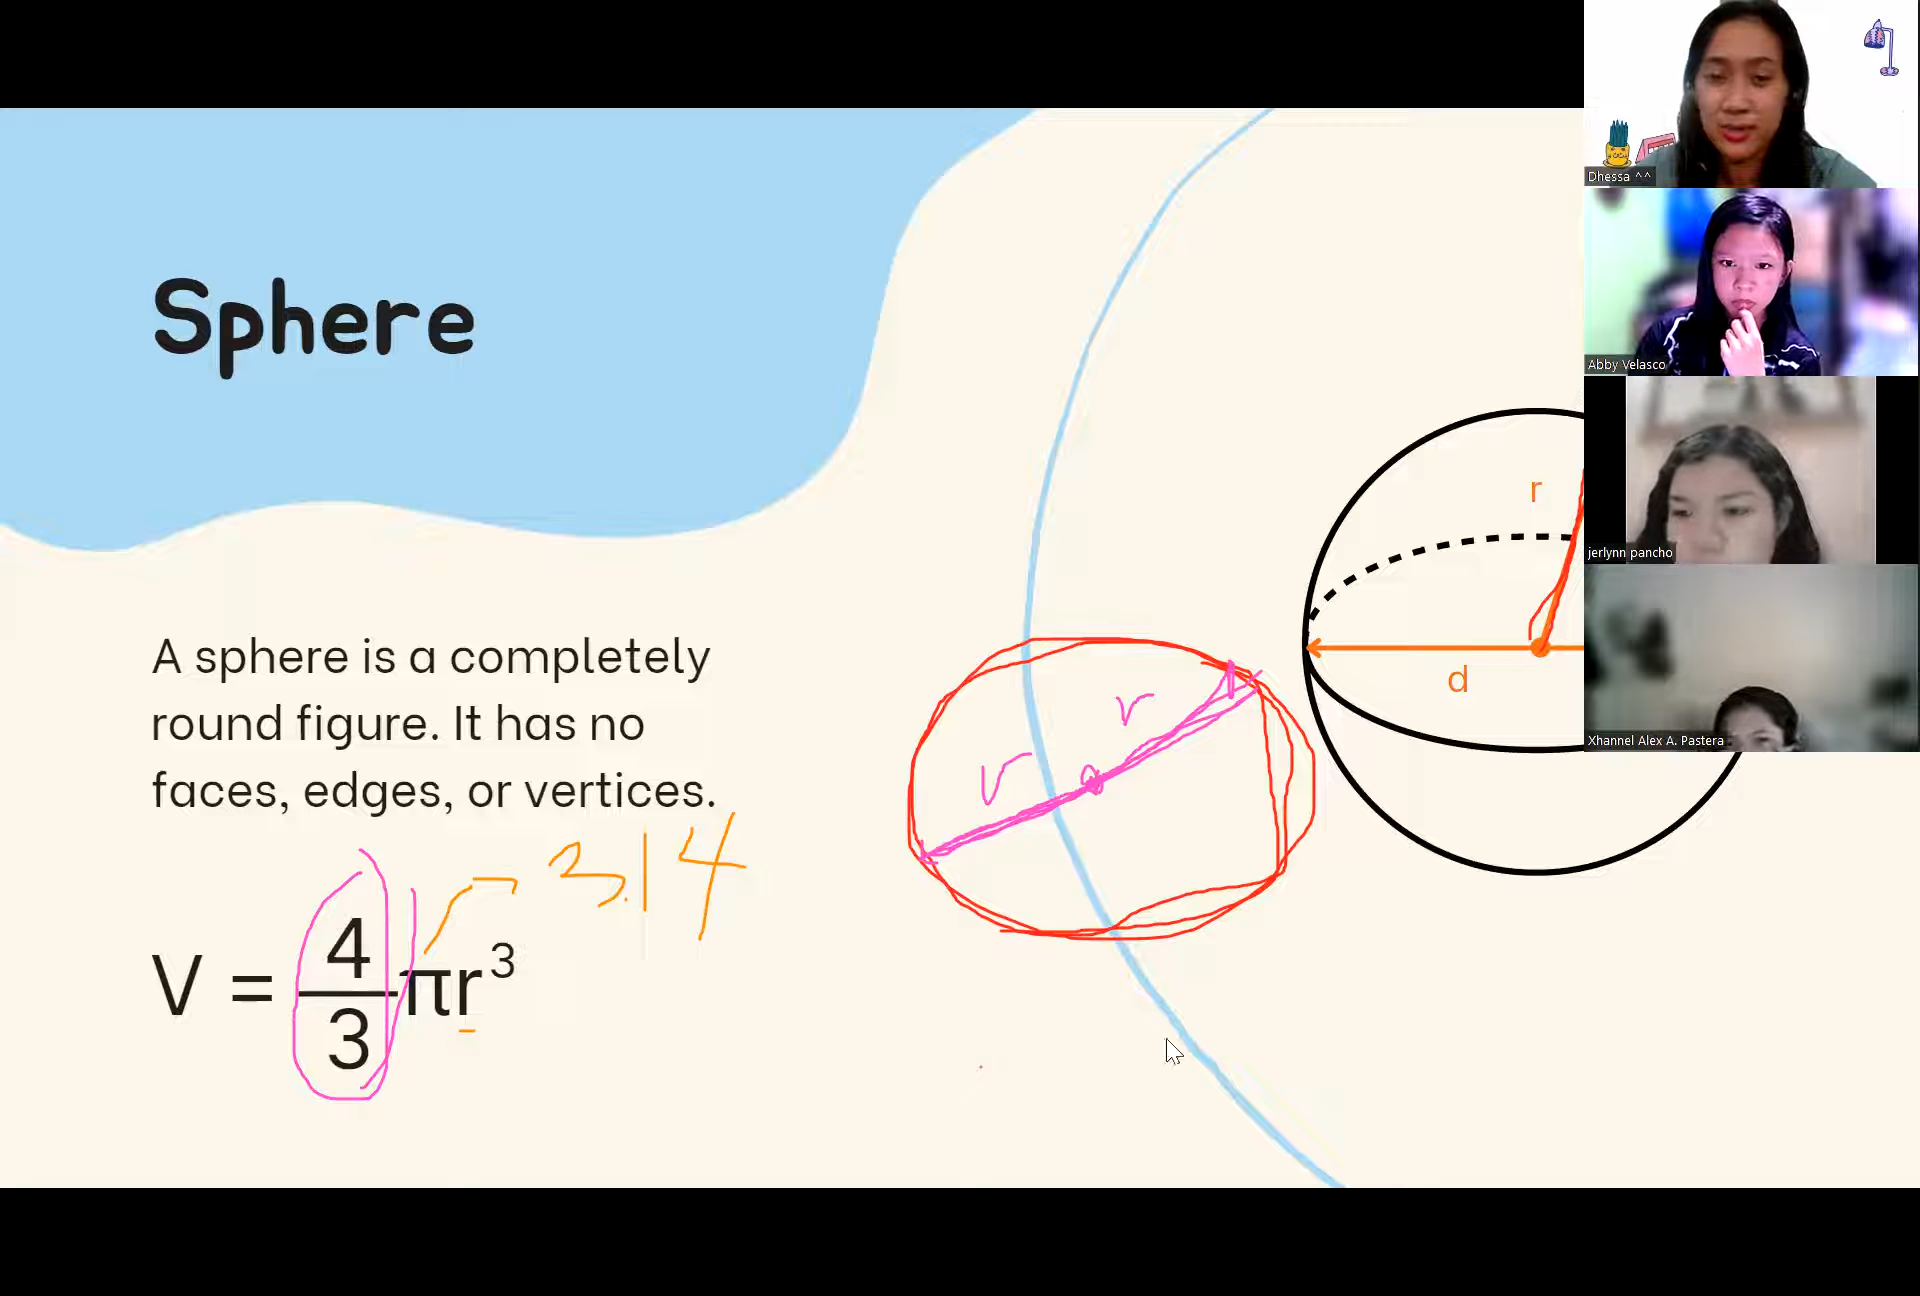 Sphere
A sphere is a completely
round figure. It has no
faces, edges, or vertices.
3.14
V = 4/3 πr³
r
r
r
d
Dhessa ^^
Abby Velasco
jerlynn pancho
Xhannel Alex A. Pastera